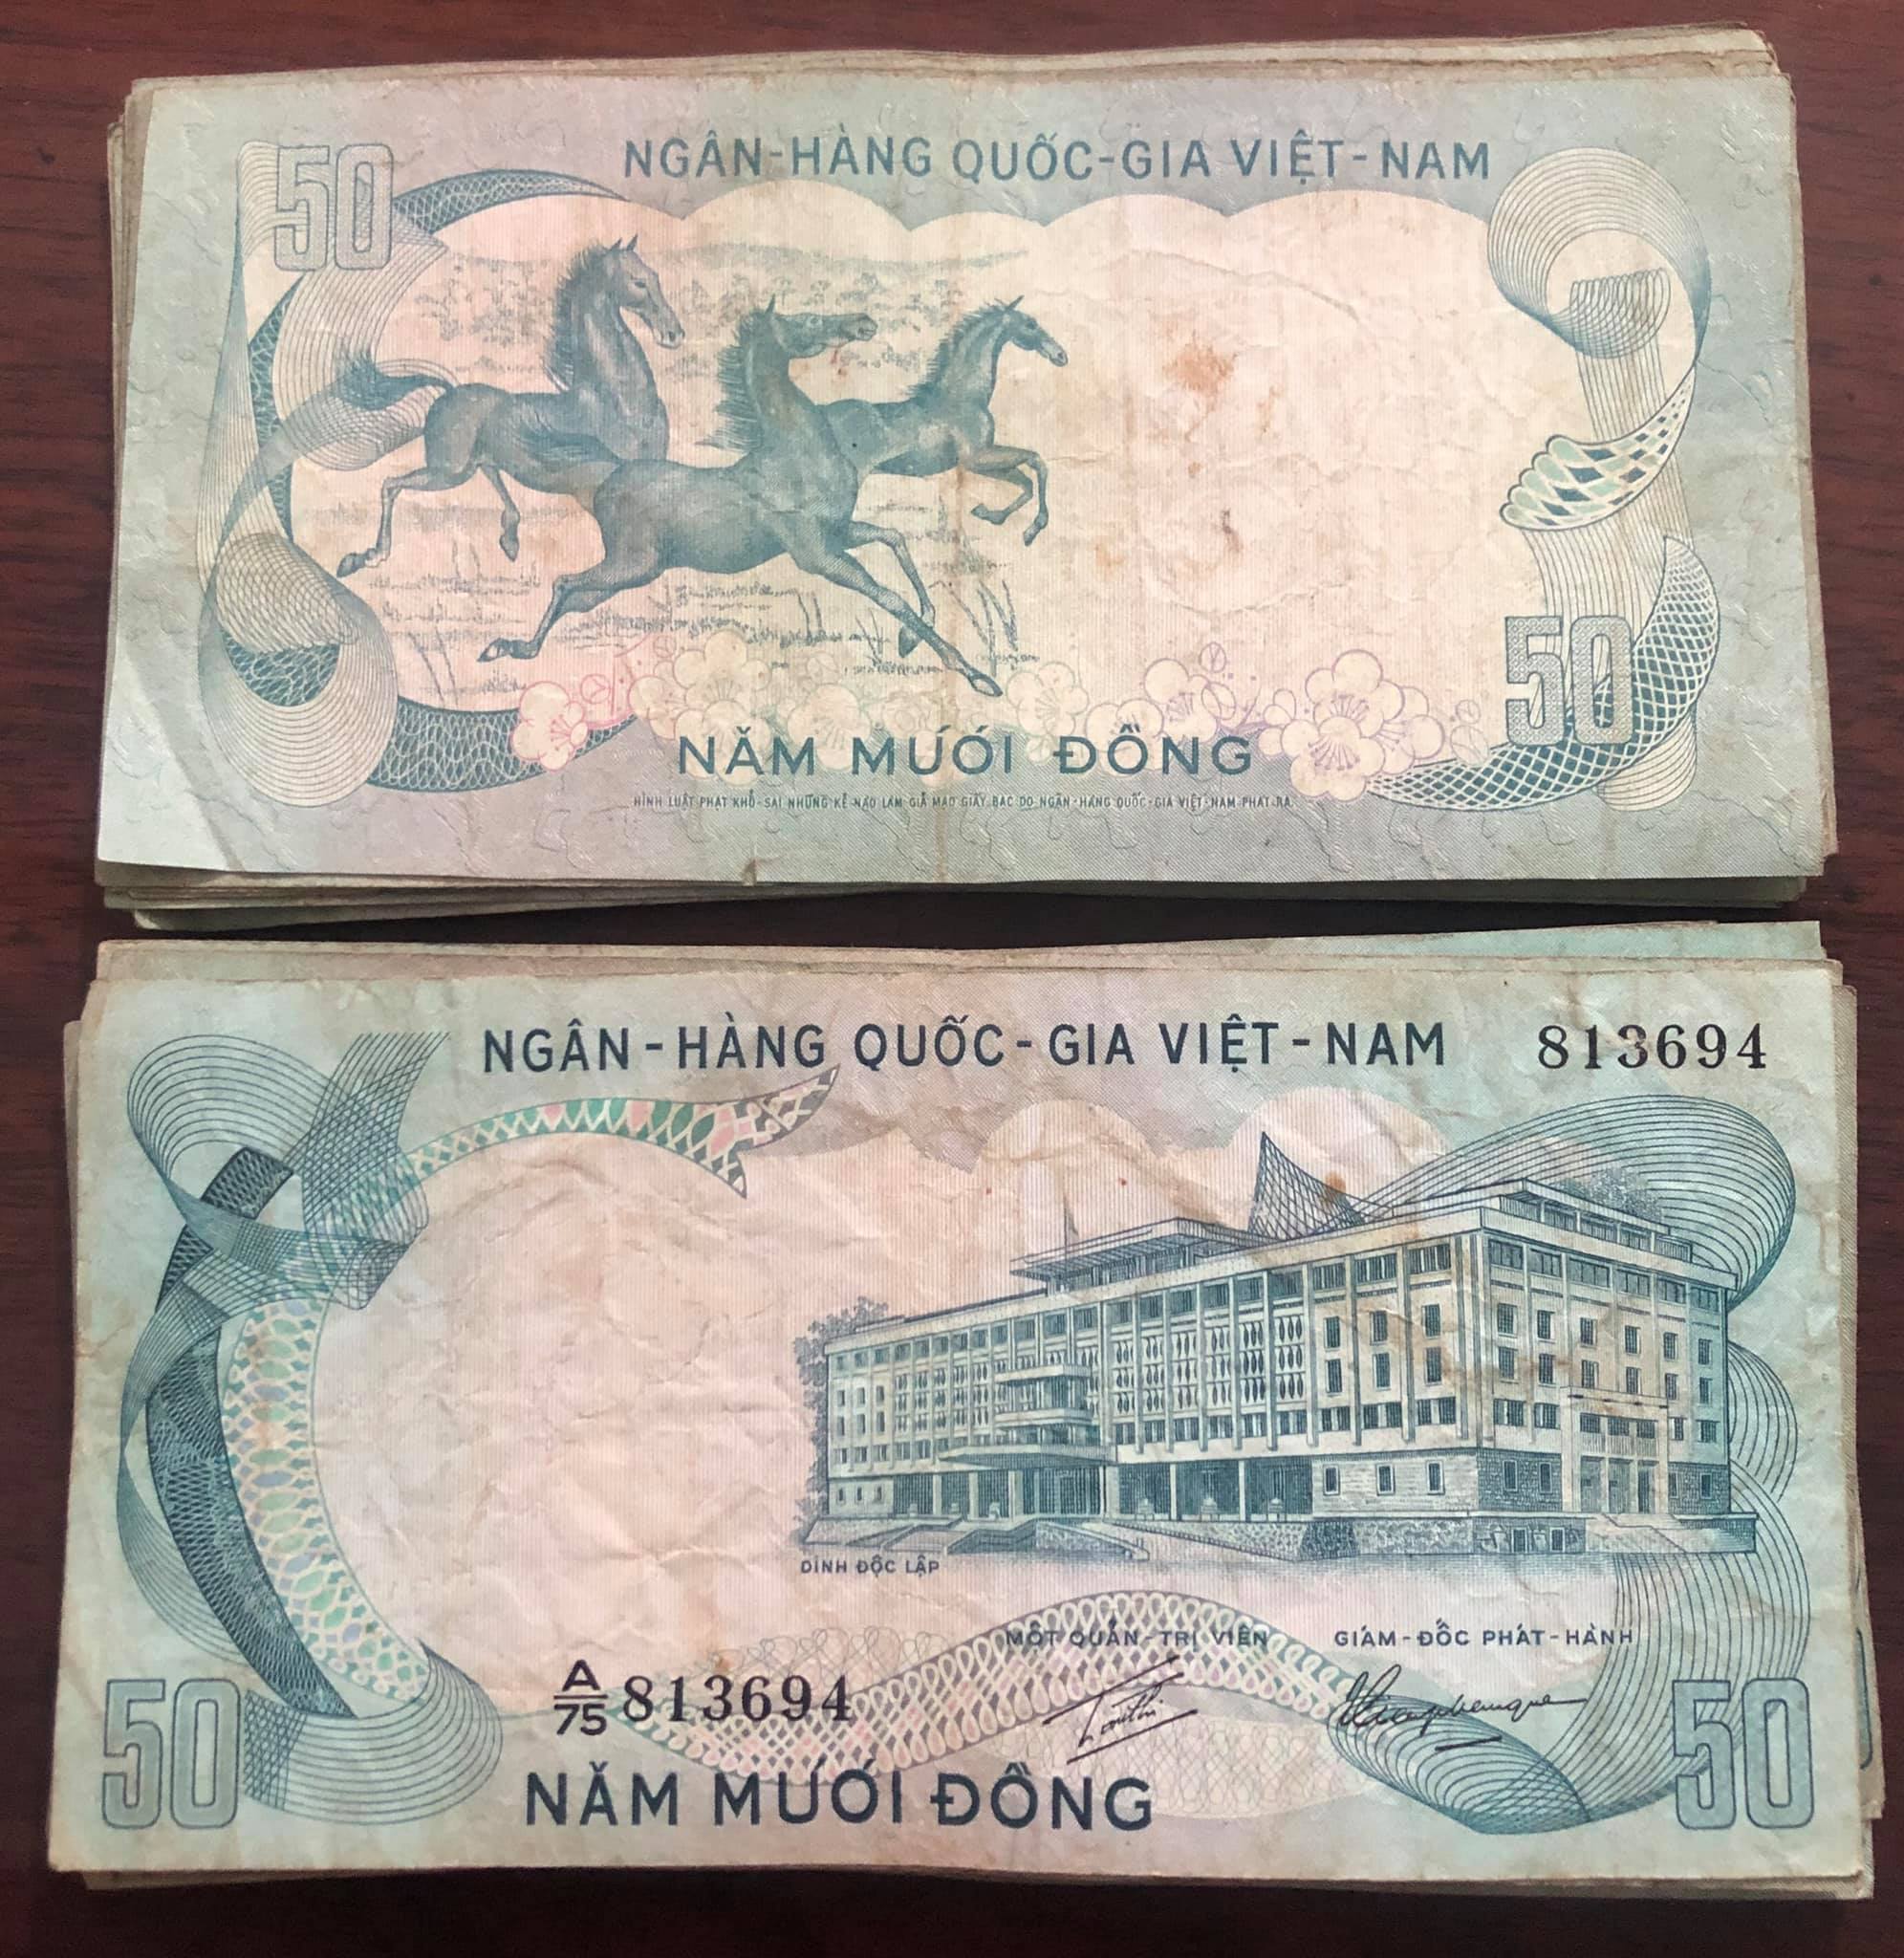 50
NGÂN-HÀNG QUỐC-GIA VIỆT-NAM
50
NĂM MƯƠI ĐỒNG
HÌNH LUẬT PHẠT KHỔ-SAI NHỮNG KẺ NÀO LÀM GIẢ MẠO GIẤY BẠC DO NGÂN-HÀNG QUỐC-GIA VIỆT-NAM PHÁT RA.
NGÂN-HÀNG QUỐC-GIA VIỆT-NAM 813694
DINH ĐỘC LẬP
MỘT QUẢN-TRỊ VIÊN GIÁM-ĐỐC PHÁT-HÀNH
A/75 813694
50 NĂM MƯƠI ĐỒNG 50